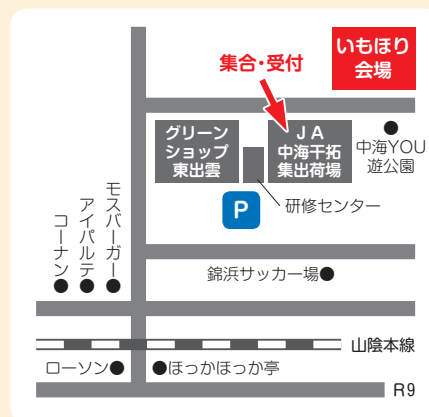 いもほり
会場
集合・受付
グリーン
ショップ
東出雲
JA
中海干拓
集出荷場
中海YOU
遊公園
研修センター
P
モスバーガー
アイパルテ
コーナン
錦浜サッカー場
山陰本線
ローソン
ほっかほっか亭
R9